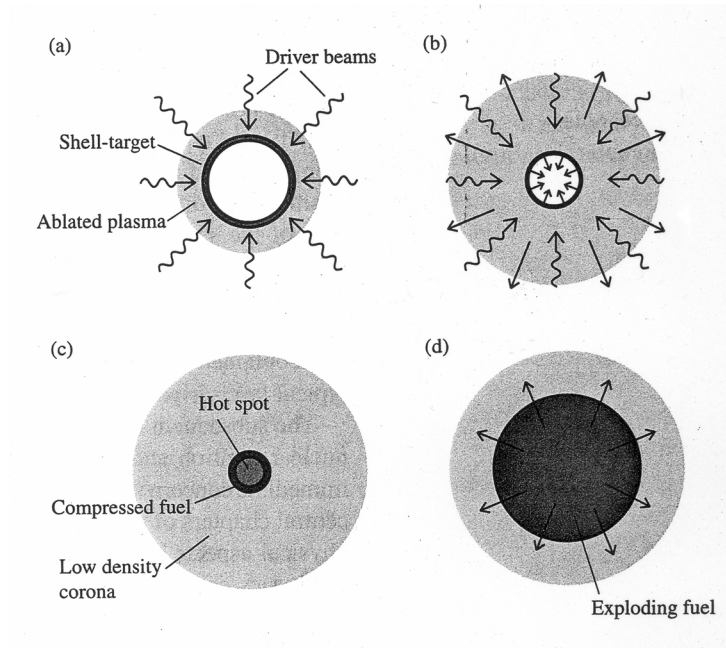 (a)
Driver beams
Shell-target
Ablated plasma
(b)
(c)
Hot spot
Compressed fuel
Low density
corona
(d)
Exploding fuel